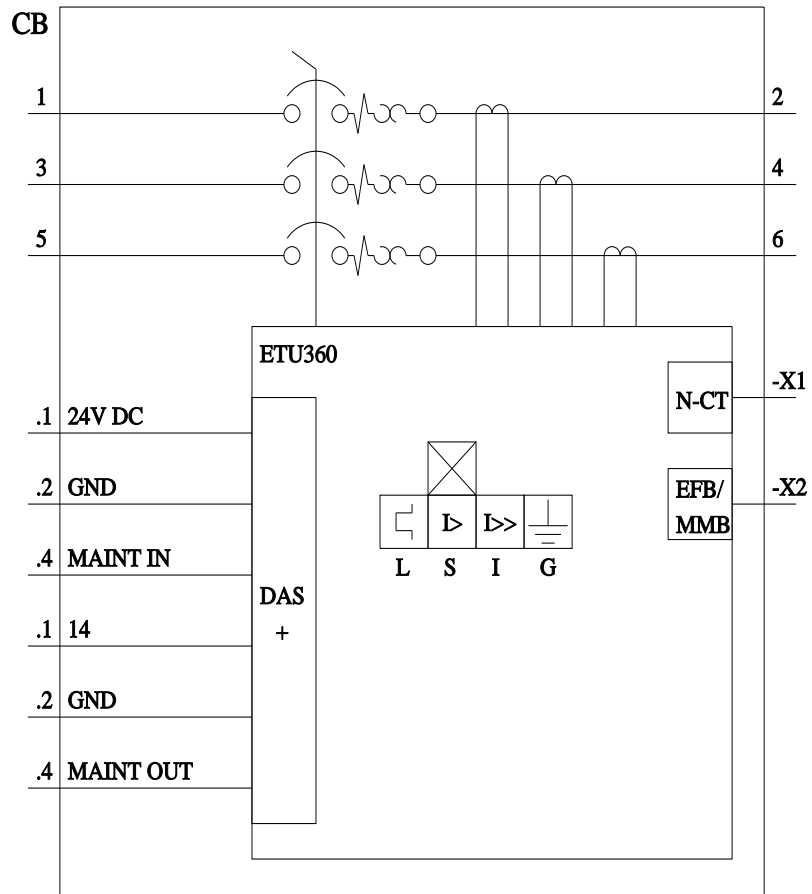 CB
1 2
3 4
5 6
ETU360
-X1
N-CT
.1 24V DC
EFB/
MMB
-X2
.2 GND
I> I>>
L S I G
.4 MAINT IN
DAS
+
.1 14
.2 GND
.4 MAINT OUT